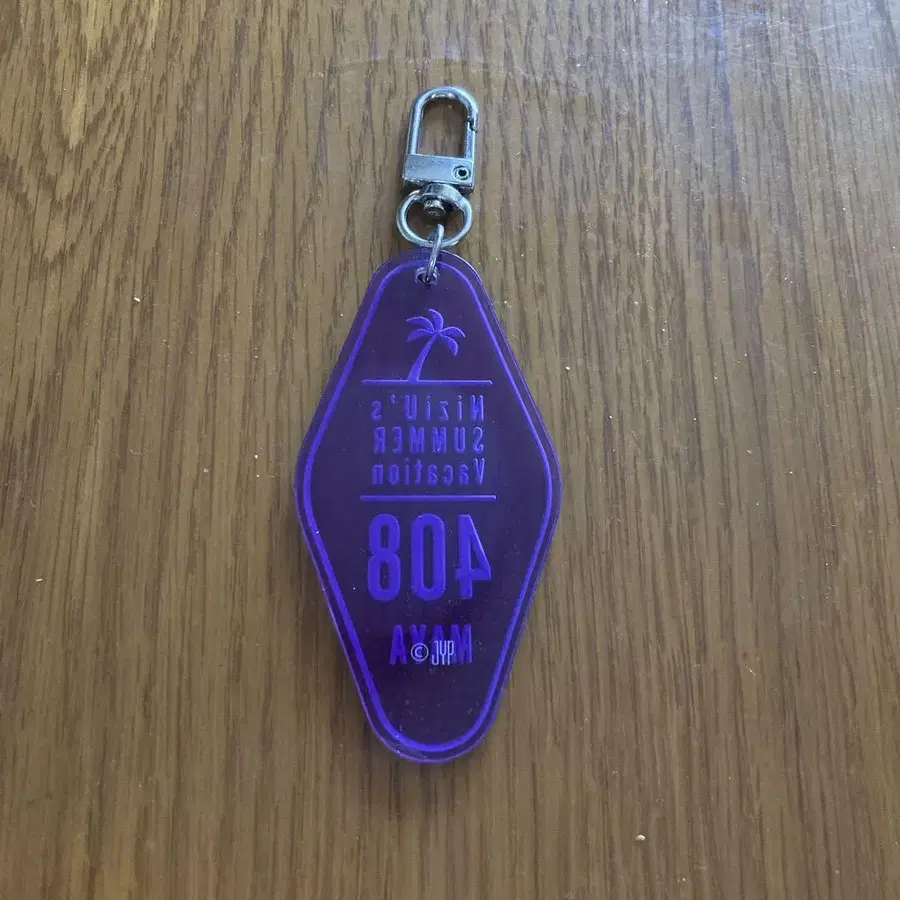 NiziU's
SUMMER
Vacation
408
MAYA
© JYP